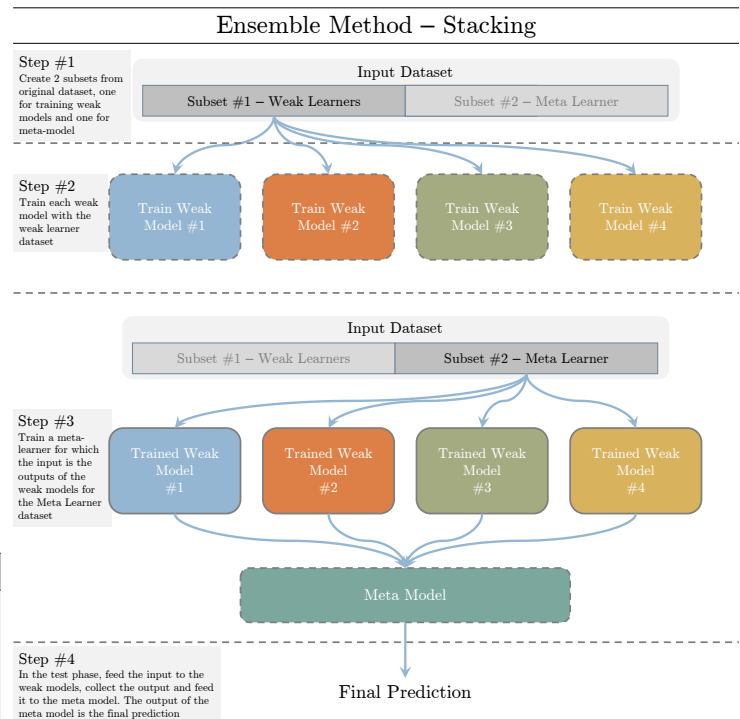 Ensemble Method – Stacking
Step #1
Create 2 subsets from
original dataset, one
for training weak
models and one for
meta-model
Input Dataset
Subset #1 – Weak Learners
Subset #2 – Meta Learner
Step #2
Train each weak
model with the
weak learner
dataset
Train Weak
Model #1
Train Weak
Model #2
Train Weak
Model #3
Train Weak
Model #4
Input Dataset
Subset #1 – Weak Learners
Subset #2 – Meta Learner
Step #3
Train a meta-
learner for which
the input is the
outputs of the
weak models for
the Meta Learner
dataset
Trained Weak
Model
#1
Trained Weak
Model
#2
Trained Weak
Model
#3
Trained Weak
Model
#4
Meta Model
Step #4
In the test phase, feed the input to the
weak models, collect the output and feed
it to the meta model. The output of the
meta model is the final prediction
Final Prediction